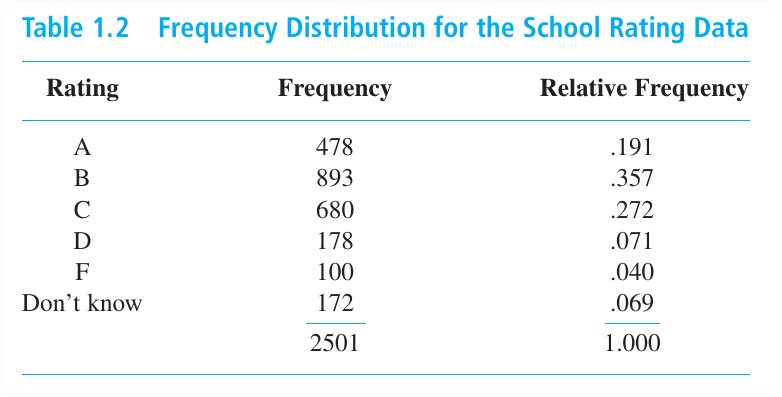 Table 1.2 Frequency Distribution for the School Rating Data
Rating Frequency Relative Frequency
A 478 .191
B 893 .357
C 680 .272
D 178 .071
F 100 .040
Don’t know 172 .069
2501 1.000